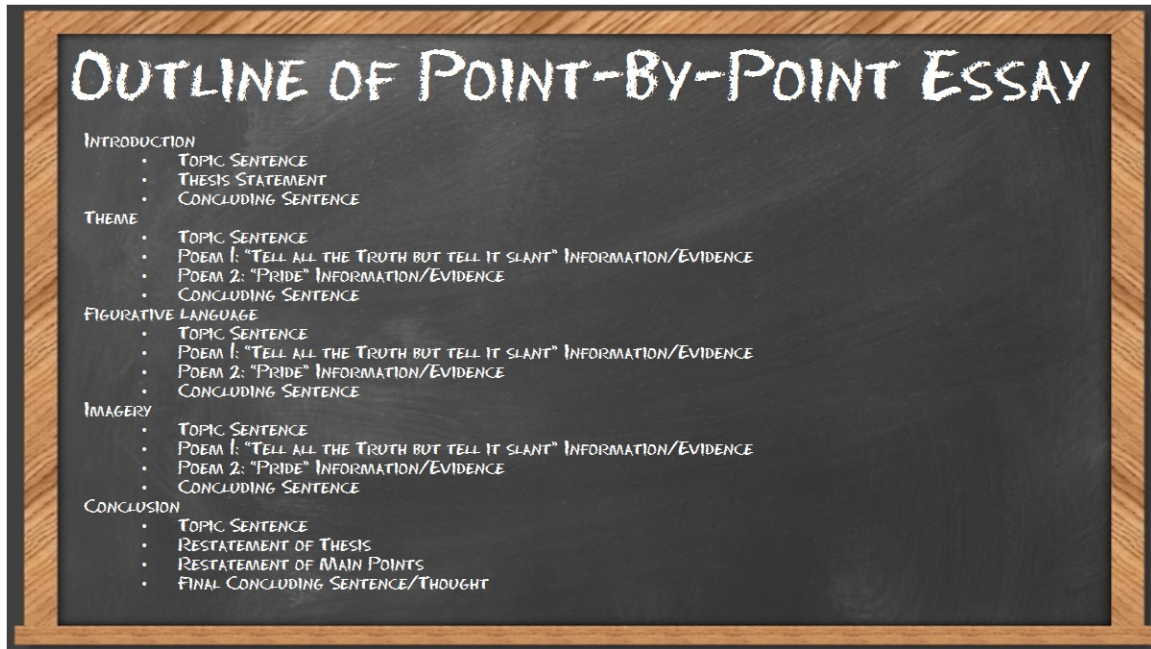 Outline of Point-By-Point Essay
Introduction
• Topic Sentence
• Thesis Statement
• Concluding Sentence
Theme
• Topic Sentence
• Poem 1: "Tell all the Truth but tell it slant" Information/Evidence
• Poem 2: "Pride" Information/Evidence
• Concluding Sentence
Figurative language
• Topic Sentence
• Poem 1: "Tell all the Truth but tell it slant" Information/Evidence
• Poem 2: "Pride" Information/Evidence
• Concluding Sentence
Imagery
• Topic Sentence
• Poem 1: "Tell all the Truth but tell it slant" Information/Evidence
• Poem 2: "Pride" Information/Evidence
• Concluding Sentence
Conclusion
• Topic Sentence
• Restatement of Thesis
• Restatement of Main Points
• Final Concluding Sentence/Thought